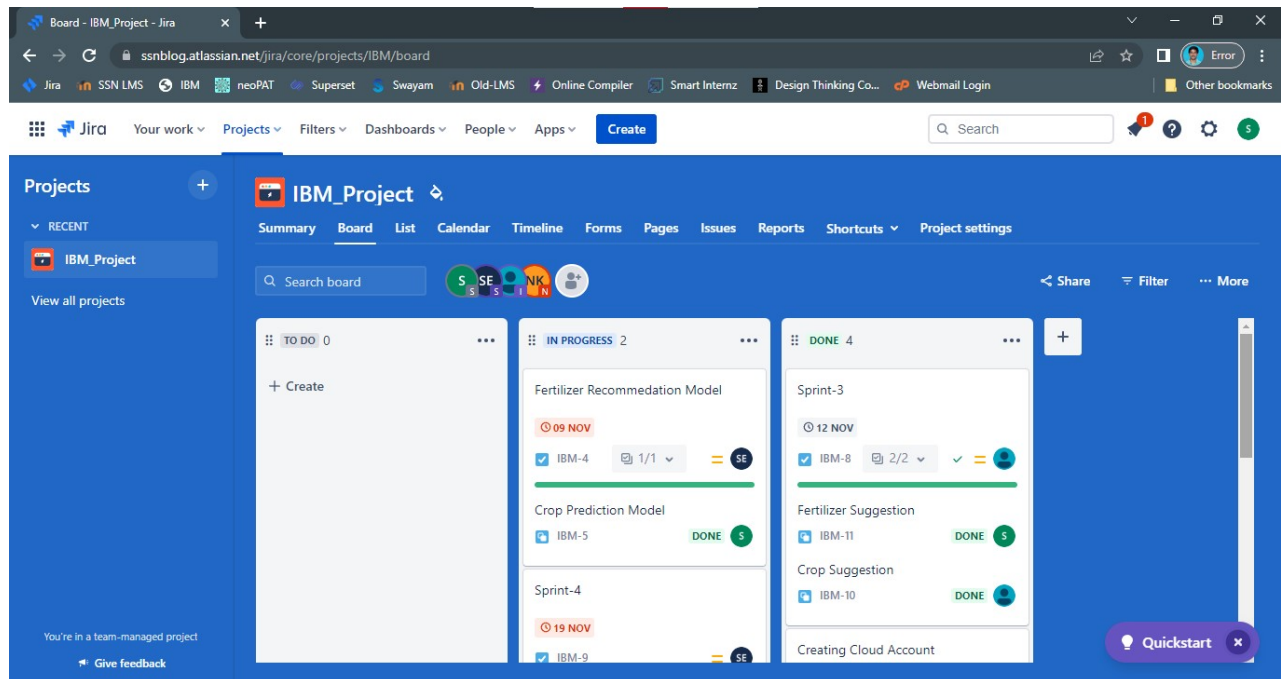 Board - IBM_Project - Jira
ssnblog.atlassian.net/jira/core/projects/IBM/board
Error
Jira SSN LMS IBM neoPAT Superset Swayam Old-LMS Online Compiler Smart Internz Design Thinking Co... Webmail Login Other bookmarks
Jira Your work Projects Filters Dashboards People Apps Create Search 1 S
Projects
RECENT
IBM_Project
View all projects
You're in a team-managed project
Give feedback
IBM_Project
Summary Board List Calendar Timeline Forms Pages Issues Reports Shortcuts Project settings
Search board S S SE S I NK N Share Filter More
TO DO 0
+ Create
IN PROGRESS 2
Fertilizer Recommedation Model
09 NOV
IBM-4 1/1 SE
Crop Prediction Model
IBM-5 DONE S
Sprint-4
19 NOV
IBM-9 SE
DONE 4
Sprint-3
12 NOV
IBM-8 2/2
Fertilizer Suggestion
IBM-11 DONE S
Crop Suggestion
IBM-10 DONE
Creating Cloud Account
Quickstart